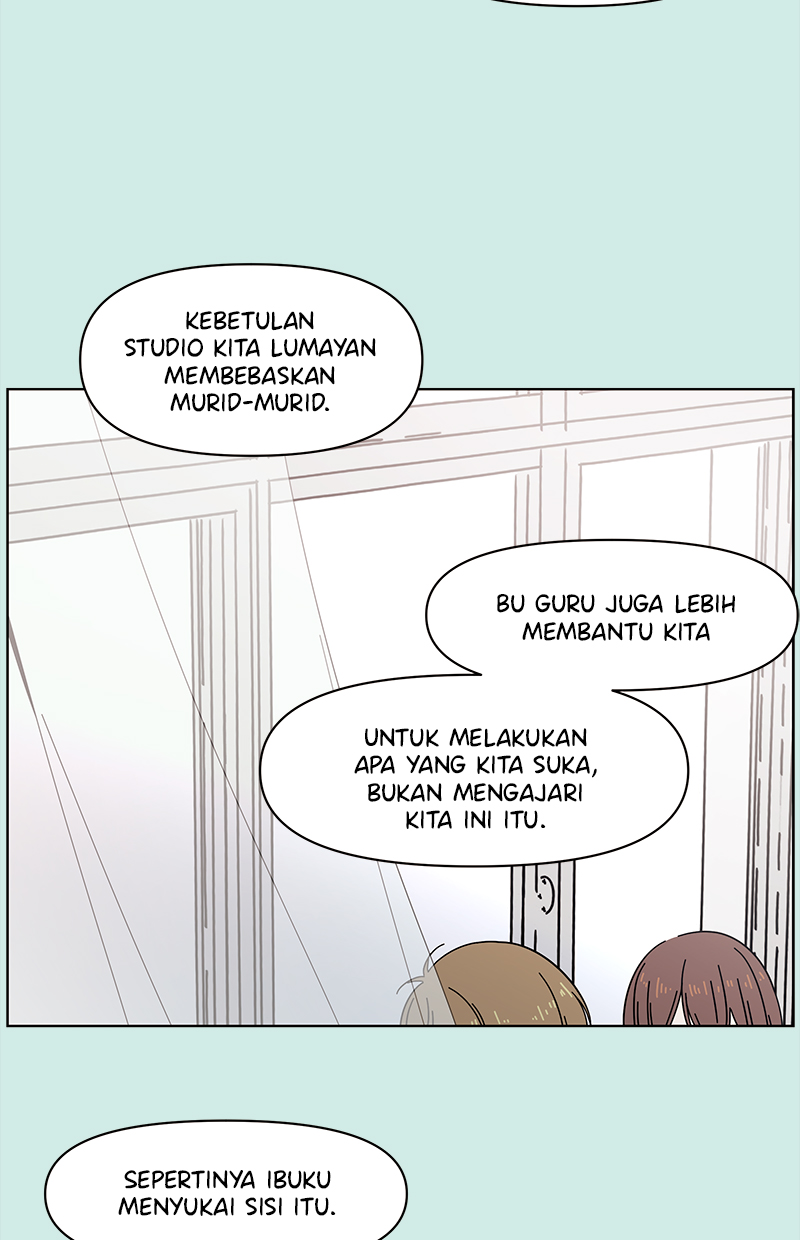 KEBETULAN
STUDIO KITA LUMAYAN
MEMBEBASKAN
MURID-MURID.
BU GURU JUGA LEBIH
MEMBANTU KITA
UNTUK MELAKUKAN
APA YANG KITA SUKA,
BUKAN MENGAJARI
KITA INI ITU.
SEPERTINYA IBUKU
MENYUKAI SISI ITU.